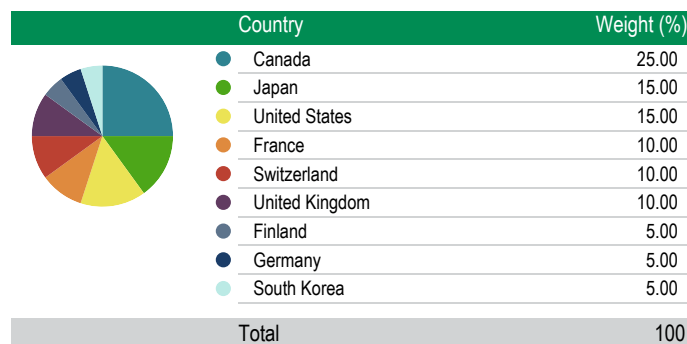 Country Weight (%)
Canada 25.00
Japan 15.00
United States 15.00
France 10.00
Switzerland 10.00
United Kingdom 10.00
Finland 5.00
Germany 5.00
South Korea 5.00
Total 100